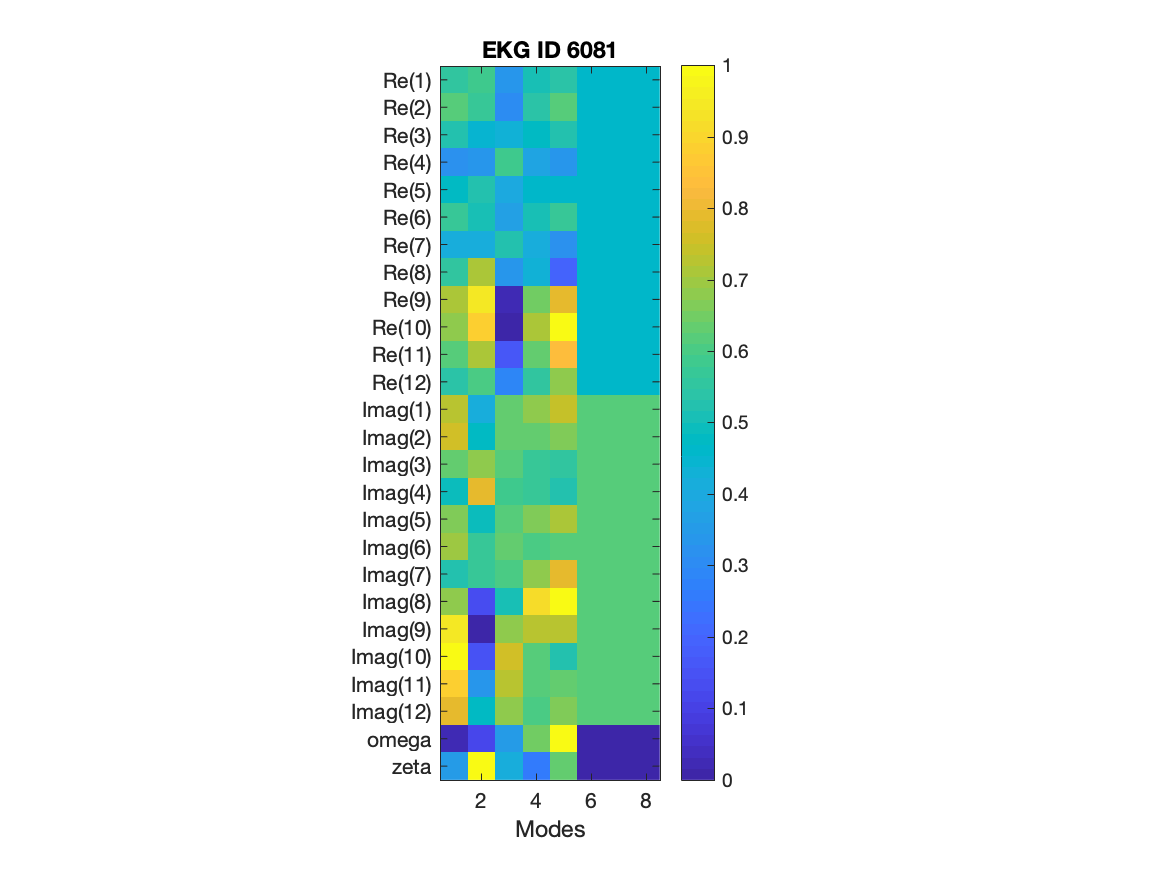 EKG ID 6081
Re(1)
Re(2)
Re(3)
Re(4)
Re(5)
Re(6)
Re(7)
Re(8)
Re(9)
Re(10)
Re(11)
Re(12)
Imag(1)
Imag(2)
Imag(3)
Imag(4)
Imag(5)
Imag(6)
Imag(7)
Imag(8)
Imag(9)
Imag(10)
Imag(11)
Imag(12)
omega
zeta
2 4 6 8
Modes
1
0.9
0.8
0.7
0.6
0.5
0.4
0.3
0.2
0.1
0